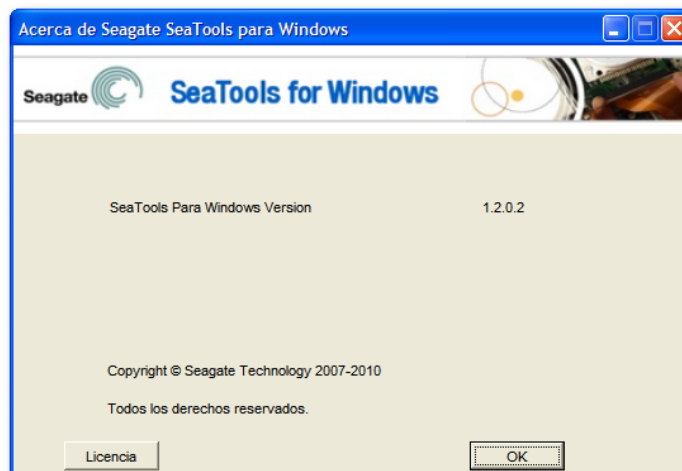 Acerca de Seagate SeaTools para Windows
Seagate SeaTools for Windows
SeaTools Para Windows Version 1.2.0.2
Copyright © Seagate Technology 2007-2010
Todos los derechos reservados.
Licencia OK